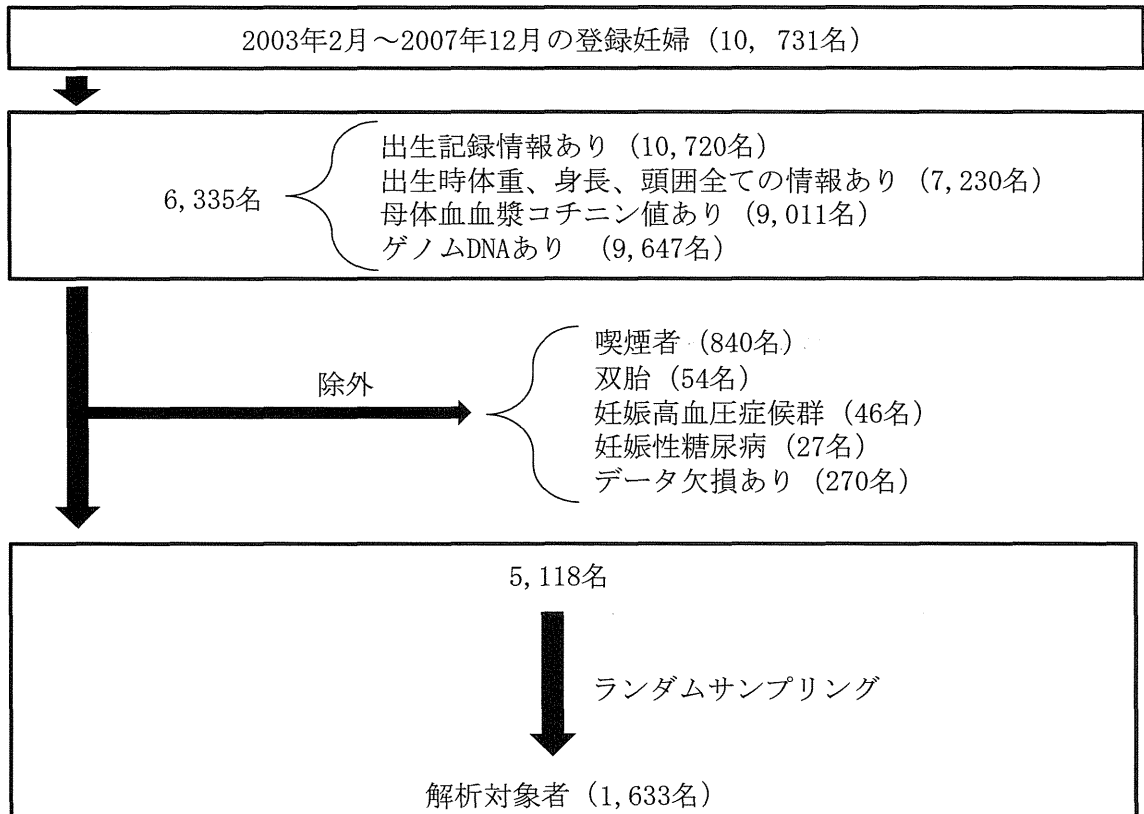 2003年2月～2007年12月の登録妊婦（10, 731名）
出生記録情報あり（10,720名）
出生時体重、身長、頭囲全ての情報あり（7,230名）
6,335名
母体血血漿コチニン値あり（9,011名）
ゲノムDNAあり （9,647名）
喫煙者（840名）
双胎（54名）
除外
妊娠高血圧症候群（46名）
妊娠性糖尿病（27名）
データ欠損あり（270名）
5,118名
ランダムサンプリング
解析対象者（1,633名）